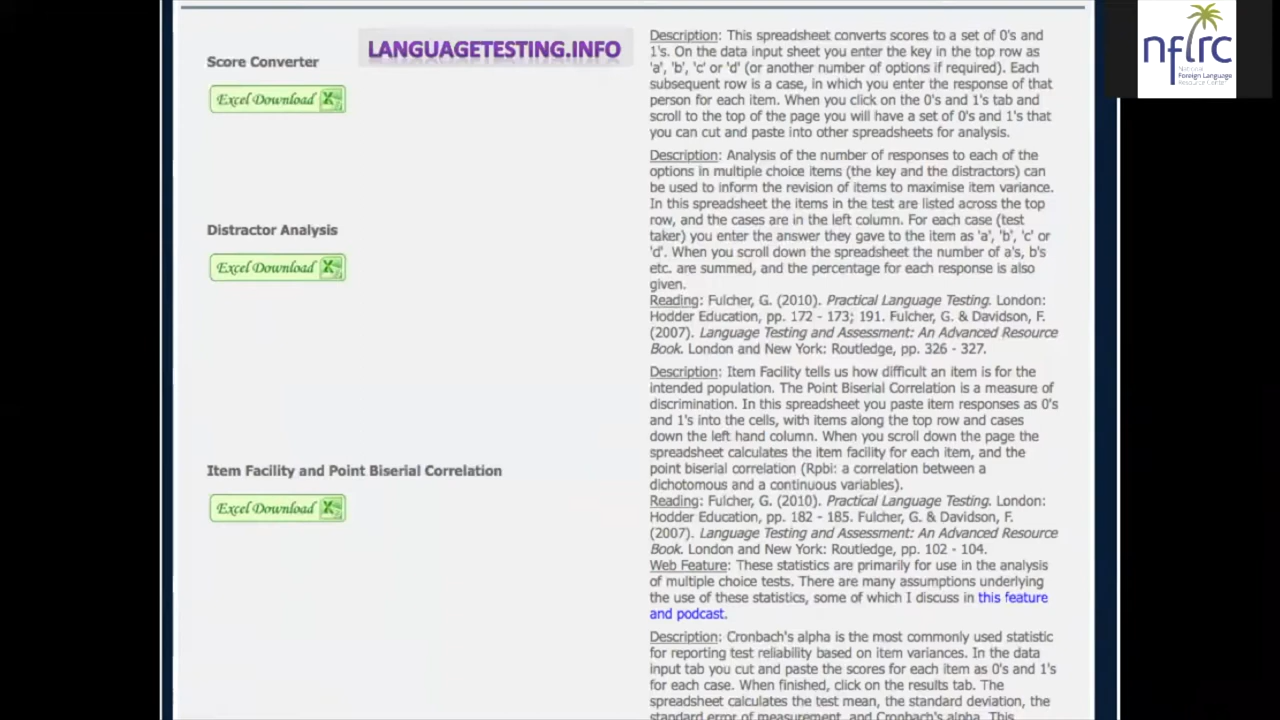 LANGUAGETESTING.INFO
nflrc
National
Foreign Language
Resource Center
Score Converter
Excel Download
Description: This spreadsheet converts scores to a set of 0's and
1's. On the data input sheet you enter the key in the top row as
'a', 'b', 'c' or 'd' (or another number of options if required). Each
subsequent row is a case, in which you enter the response of that
person for each item. When you click on the 0's and 1's tab and
scroll to the top of the page you will have a set of 0's and 1's that
you can cut and paste into other spreadsheets for analysis.
Distractor Analysis
Excel Download
Description: Analysis of the number of responses to each of the
options in multiple choice items (the key and the distractors) can
be used to inform the revision of items to maximise item variance.
In this spreadsheet the items in the test are listed across the top
row, and the cases are in the left column. For each case (test
taker) you enter the answer they gave to the item as 'a', 'b', 'c' or
'd'. When you scroll down the spreadsheet the number of a's, b's
etc. are summed, and the percentage for each response is also
given.
Reading: Fulcher, G. (2010). Practical Language Testing. London:
Hodder Education, pp. 172 - 173; 191. Fulcher, G. & Davidson, F.
(2007). Language Testing and Assessment: An Advanced Resource
Book. London and New York: Routledge, pp. 326 - 327.
Item Facility and Point Biserial Correlation
Excel Download
Description: Item Facility tells us how difficult an item is for the
intended population. The Point Biserial Correlation is a measure of
discrimination. In this spreadsheet you paste item responses as 0's
and 1's into the cells, with items along the top row and cases
down the left hand column. When you scroll down the page the
spreadsheet calculates the item facility for each item, and the
point biserial correlation (Rpbi: a correlation between a
dichotomous and a continuous variables).
Reading: Fulcher, G. (2010). Practical Language Testing. London:
Hodder Education, pp. 182 - 185. Fulcher, G. & Davidson, F.
(2007). Language Testing and Assessment: An Advanced Resource
Book. London and New York: Routledge, pp. 102 - 104.
Web Feature: These statistics are primarily for use in the analysis
of multiple choice tests. There are many assumptions underlying
the use of these statistics, some of which I discuss in this feature
and podcast.
Description: Cronbach's alpha is the most commonly used statistic
for reporting test reliability based on item variances. In the data
input tab you cut and paste the scores for each item as 0's and 1's
for each case. When finished, click on the results tab. The
spreadsheet calculates the test mean, the standard deviation, the
standard error of measurement, and Cronbach's alpha. This